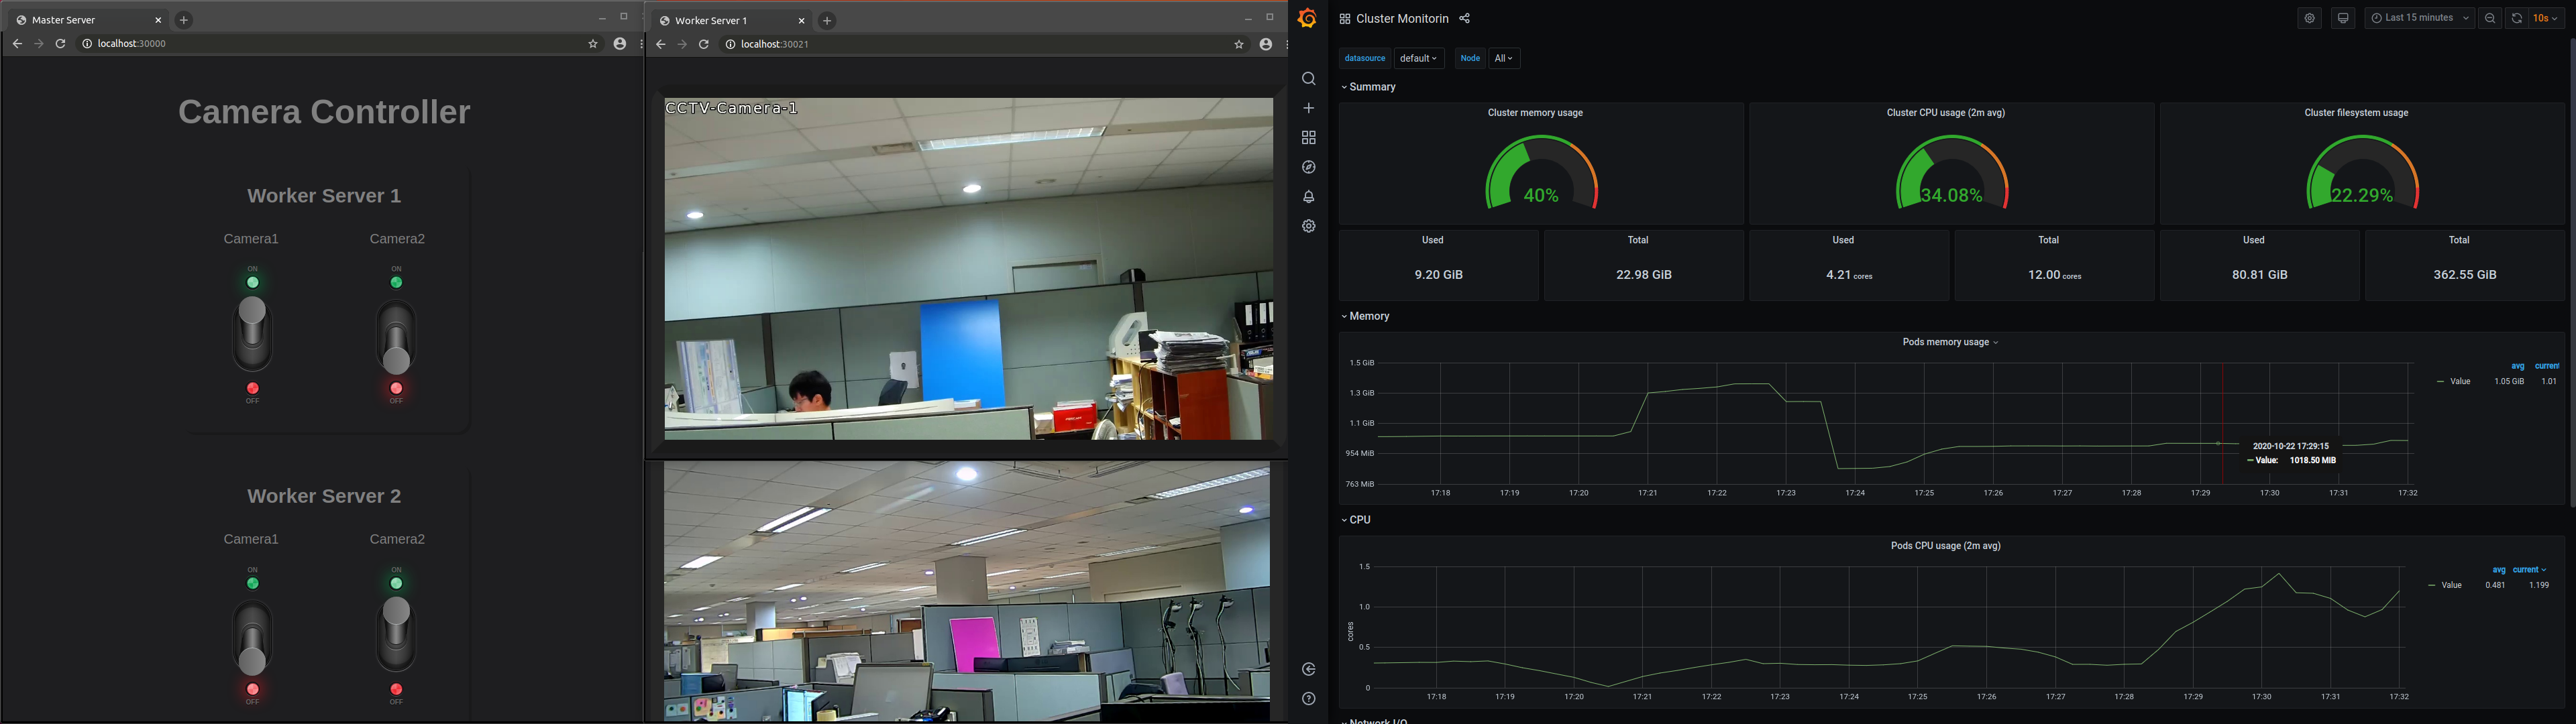 Master Server
localhost:30000
Camera Controller
Worker Server 1
Camera1 Camera2
ON ON
OFF OFF
Worker Server 2
Camera1 Camera2
ON ON
OFF OFF
Worker Server 1
localhost:30021
CCTV-Camera-1
Cluster Monitorin
Last 15 minutes
10s
datasource default Node All
Summary
Cluster memory usage
40%
Cluster CPU usage (2m avg)
34.08%
Cluster filesystem usage
22.29%
Used
9.20 GiB
Total
22.98 GiB
Used
4.21 cores
Total
12.00 cores
Used
80.81 GiB
Total
362.55 GiB
Memory
Pods memory usage
1.5 GiB
1.3 GiB
1.1 GiB
954 MiB
763 MiB
17:18 17:19 17:20 17:21 17:22 17:23 17:24 17:25 17:26 17:27 17:28 17:29 17:30 17:31 17:32
avg current
Value 1.05 GiB 1.01
2020-10-22 17:29:15
Value: 1018.50 MiB
CPU
Pods CPU usage (2m avg)
cores
1.5
1.0
0.5
0
17:18 17:19 17:20 17:21 17:22 17:23 17:24 17:25 17:26 17:27 17:28 17:29 17:30 17:31 17:32
avg current
Value 0.481 1.199
Network I/O